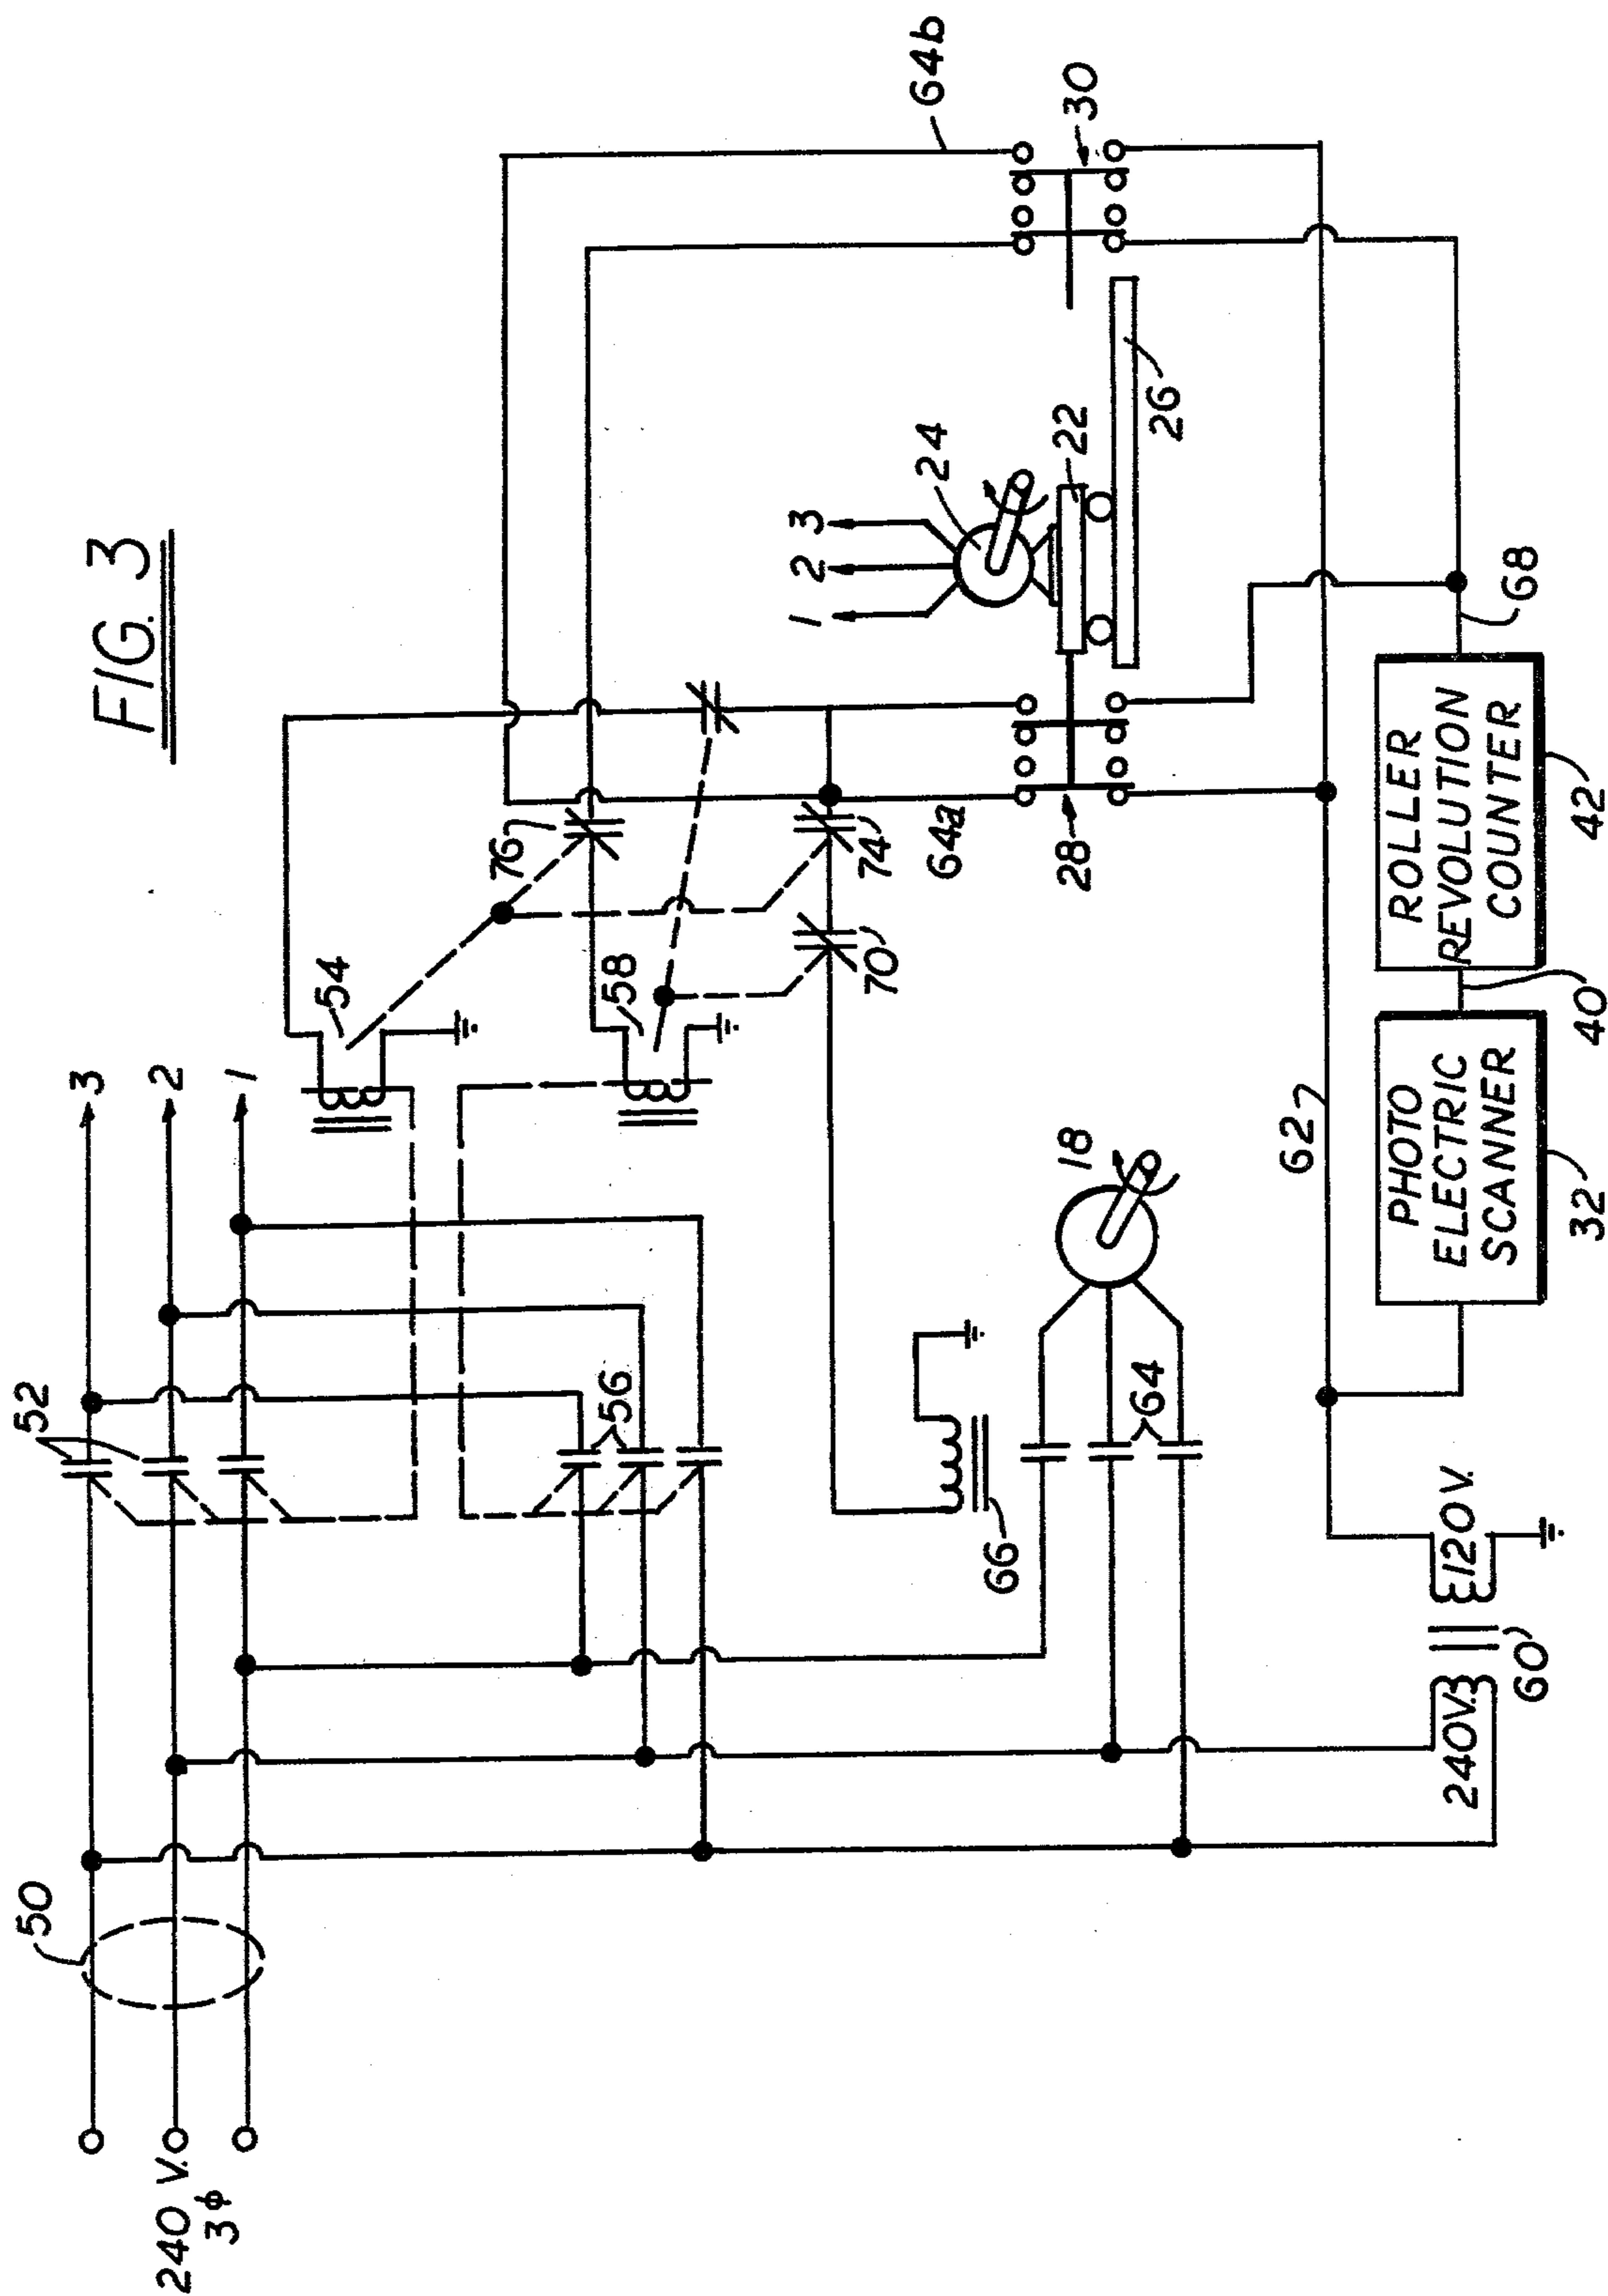 FIG. 3
50
52
3
2
1
54
76
64b
240 V.
3φ
56
58
70
74
64a
1
2
3
24
22
26
28
30
66
64
18
62
240V.
120V.
60
PHOTO
ELECTRIC
SCANNER
32
40
ROLLER
REVOLUTION
COUNTER
42
68